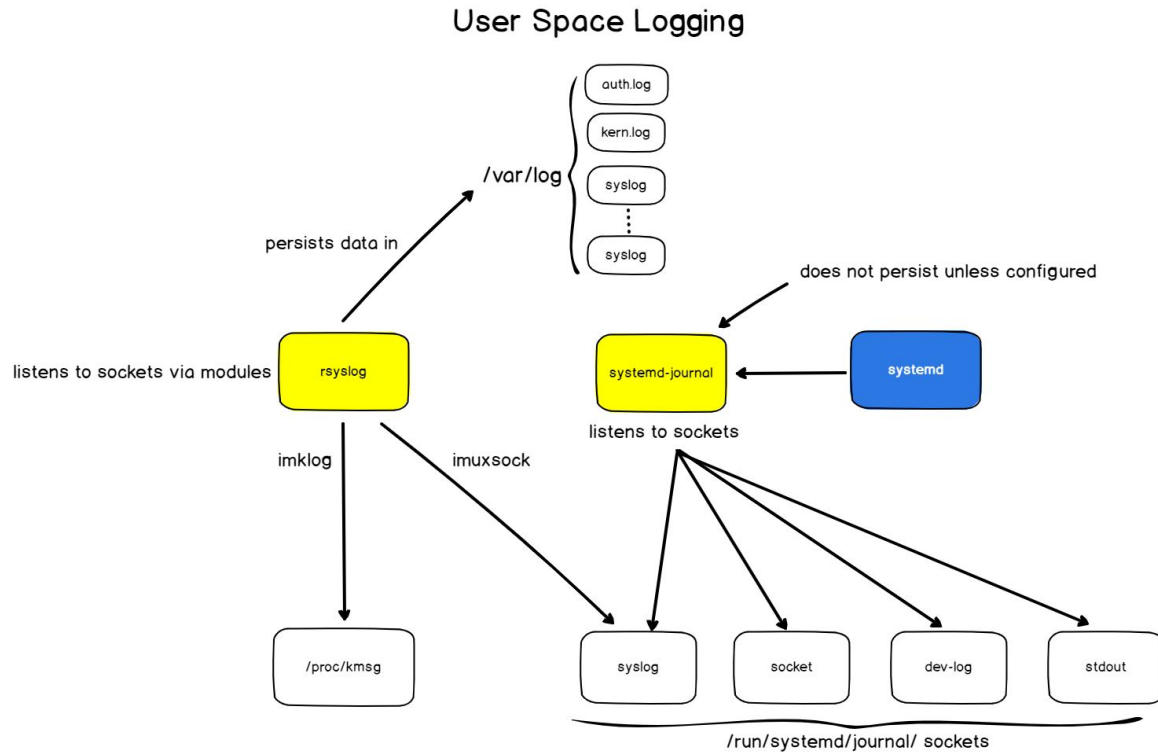 User Space Logging
auth.log
kern.log
/var/log
syslog
persists data in
syslog
does not persist unless configured
listens to sockets via modules
rsyslog
systemd-journal
systemd
listens to sockets
imklog
imuxsock
/proc/kmsg
syslog
socket
dev-log
stdout
/run/systemd/journal/ sockets